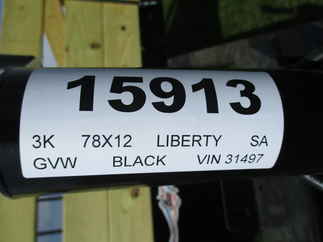 15913
3K 78X12 LIBERTY SA
GVW BLACK VIN 31497